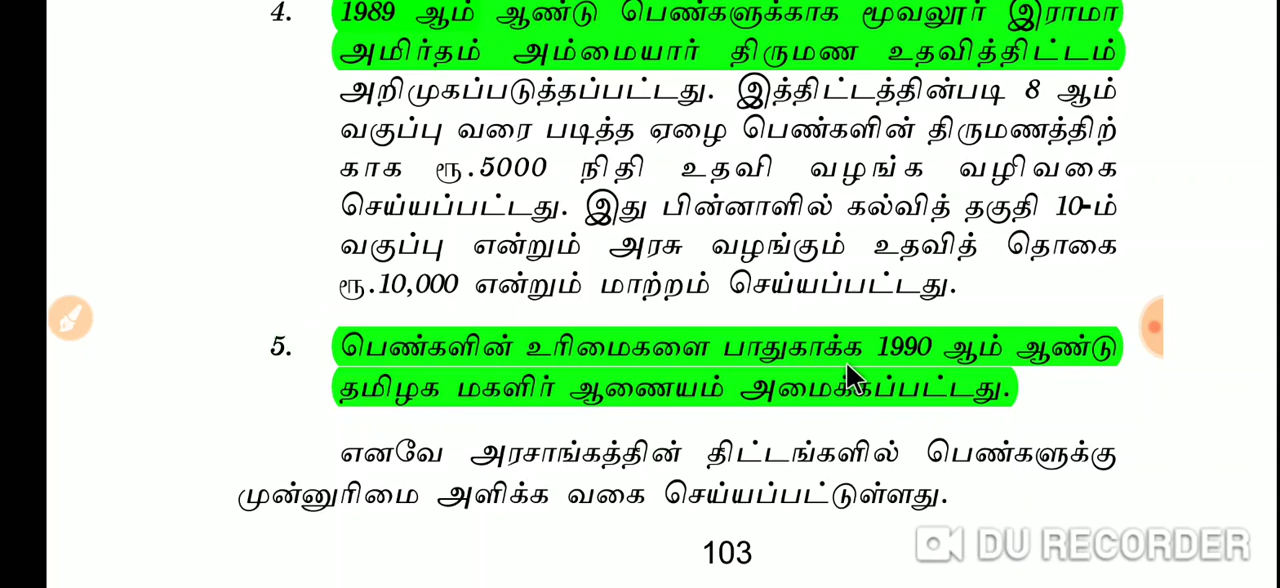 4. 1989 ஆம் ஆண்டு பெண்களுக்காக மூவலூர் இராமா
அமிர்தம் அம்மையார் திருமண உதவித்திட்டம்
அறிமுகப்படுத்தப்பட்டது. இத்திட்டத்தின்படி 8 ஆம்
வகுப்பு வரை படித்த ஏழை பெண்களின் திருமணத்திற்
காக ரூ.5000 நிதி உதவி வழங்க வழிவகை
செய்யப்பட்டது. இது பின்னாளில் கல்வித் தகுதி 10-ம்
வகுப்பு என்றும் அரசு வழங்கும் உதவித் தொகை
ரூ.10,000 என்றும் மாற்றம் செய்யப்பட்டது.
5. பெண்களின் உரிமைகளை பாதுகாக்க 1990 ஆம் ஆண்டு
தமிழக மகளிர் ஆணையம் அமைக்கப்பட்டது.
எனவே அரசாங்கத்தின் திட்டங்களில் பெண்களுக்கு
முன்னுரிமை அளிக்க வகை செய்யப்பட்டுள்ளது.
103
DU RECORDER